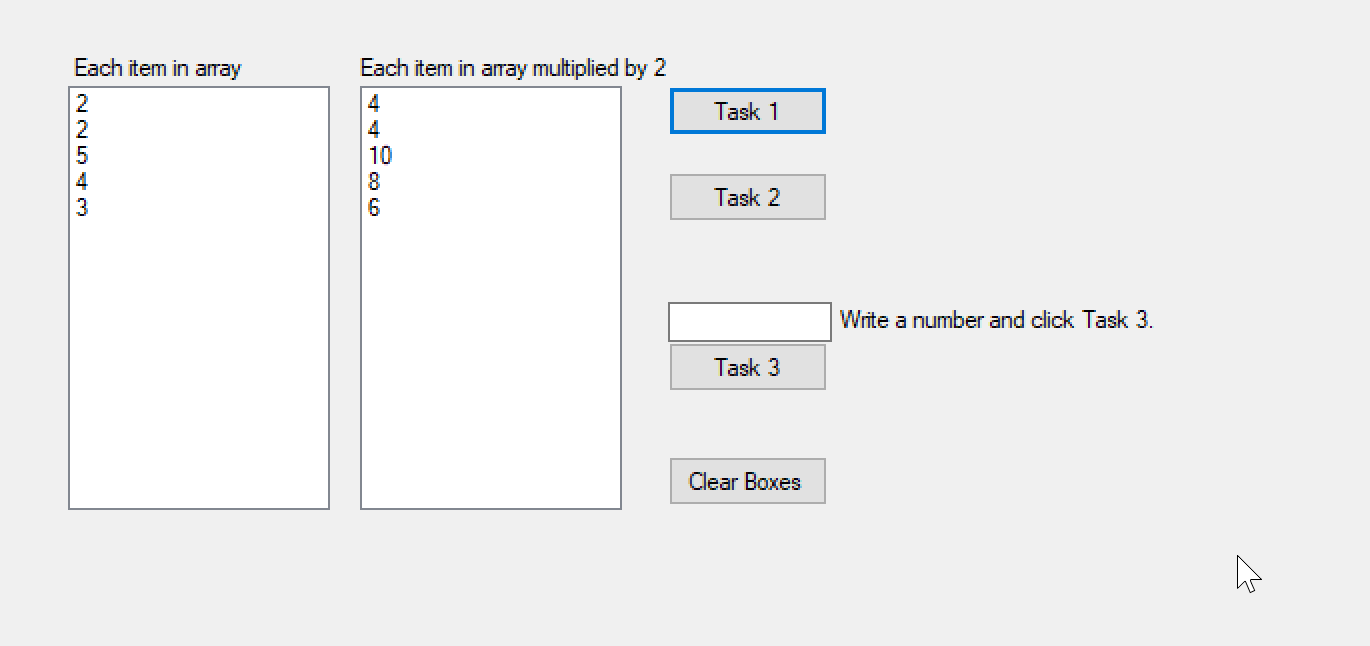 Each item in array
2
2
5
4
3
Each item in array multiplied by 2
4
4
10
8
6
Task 1
Task 2
Write a number and click Task 3.
Task 3
Clear Boxes